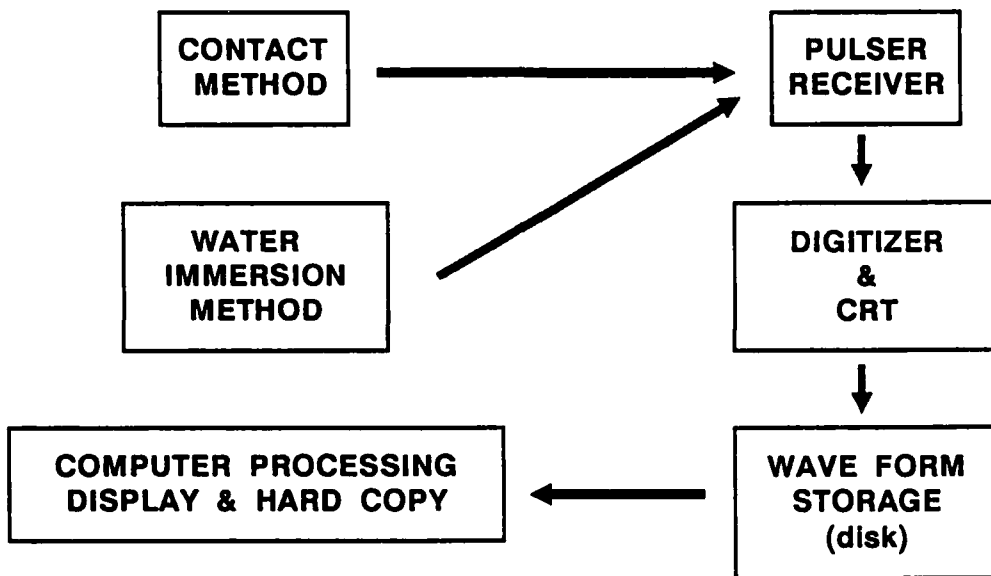 CONTACT
METHOD
PULSER
RECEIVER
WATER
IMMERSION
METHOD
DIGITIZER
&
CRT
COMPUTER PROCESSING
DISPLAY & HARD COPY
WAVE FORM
STORAGE
(disk)